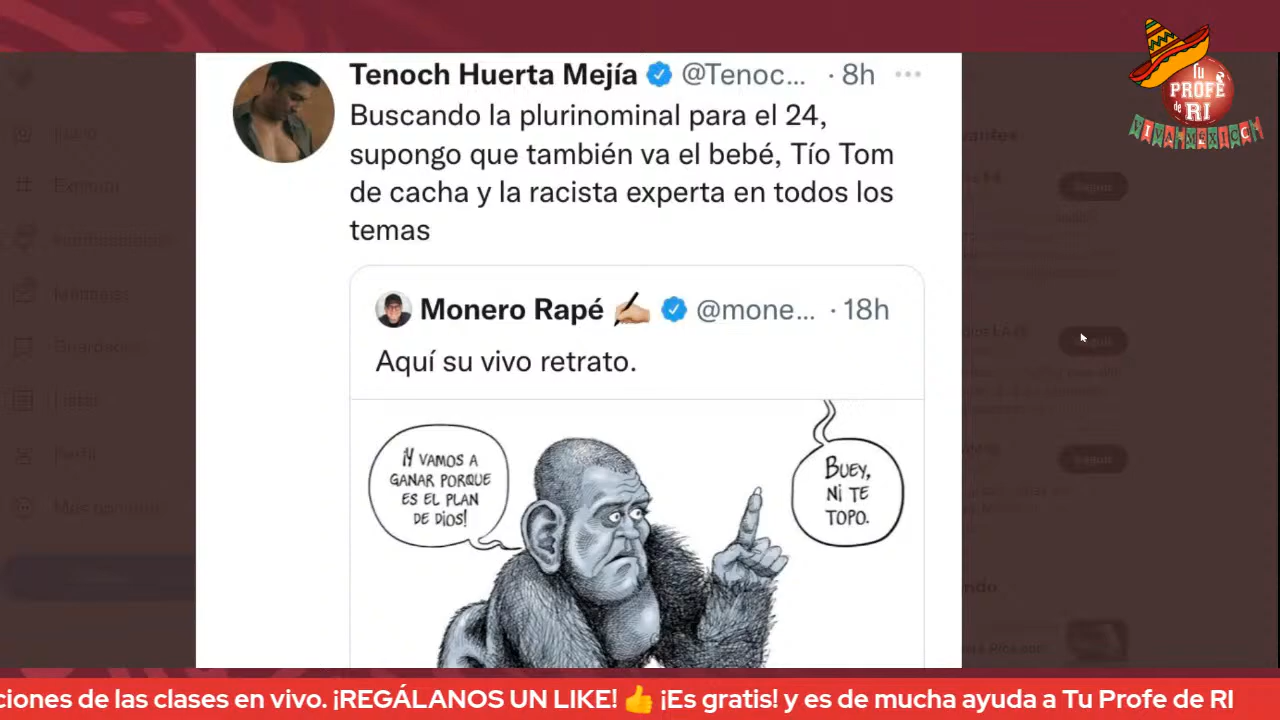 Tu
PROFE
de RI
VIVA MÉXICO
Tenoch Huerta Mejía @Tenoc... · 8h
Buscando la plurinominal para el 24,
supongo que también va el bebé, Tío Tom
de cacha y la racista experta en todos los
temas
Monero Rapé ✍🏼 @mone... · 18h
Aquí su vivo retrato.
¡Y VAMOS A
GANAR PORQUE
ES EL PLAN
DE DIOS!
BUEY,
NI TE
TOPO.
ciones de las clases en vivo. ¡REGÁLANOS UN LIKE! 👍 ¡Es gratis! y es de mucha ayuda a Tu Profe de RI